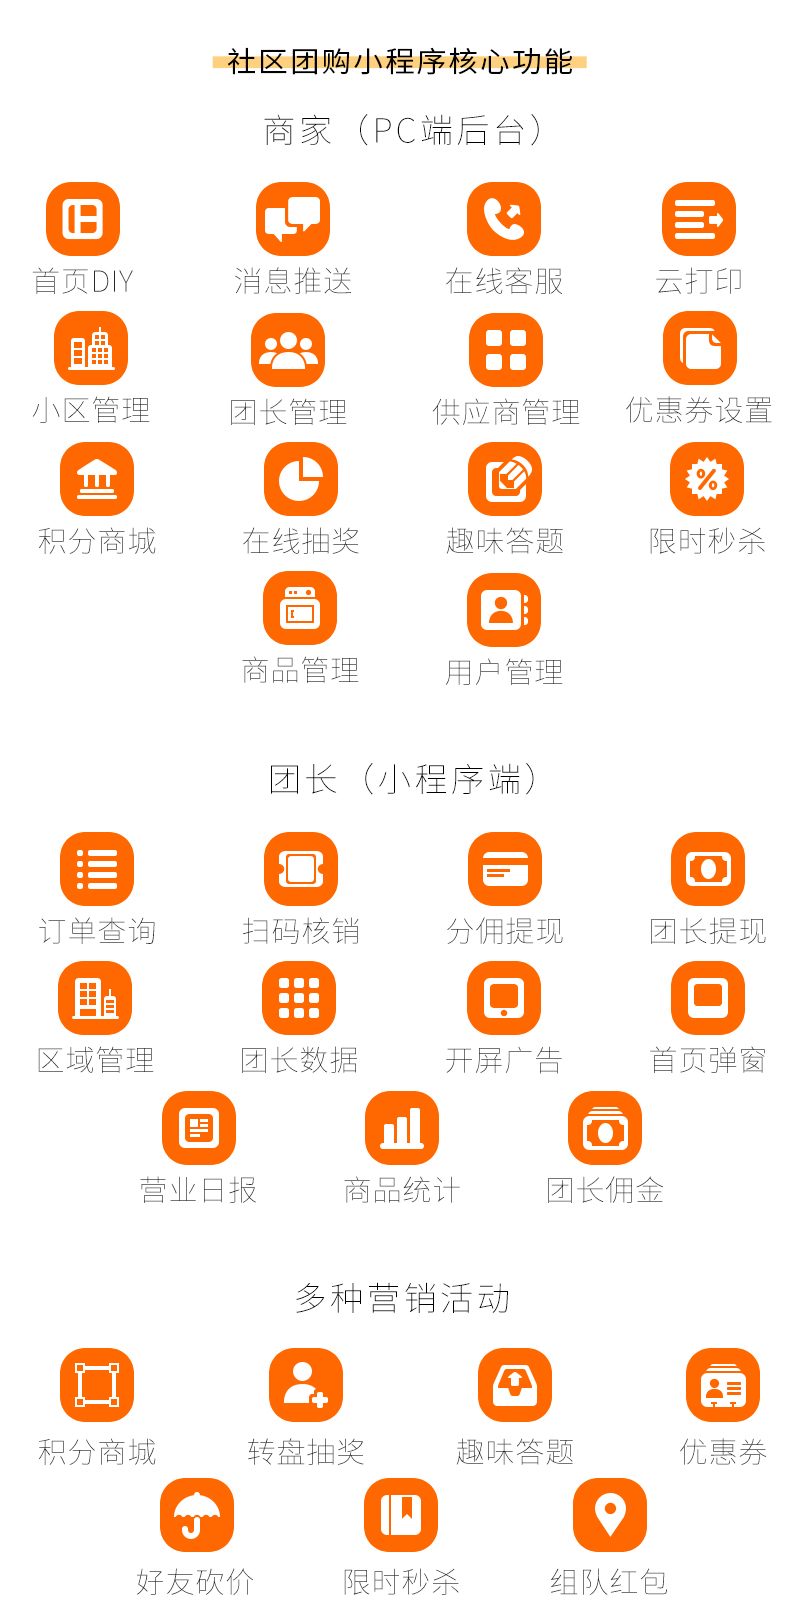 社区团购小程序核心功能
商家（PC端后台）
首页DIY 消息推送 在线客服 云打印
小区管理 团长管理 供应商管理 优惠券设置
积分商城 在线抽奖 趣味答题 限时秒杀
商品管理 用户管理
团长（小程序端）
订单查询 扫码核销 分佣提现 团长提现
区域管理 团长数据 开屏广告 首页弹窗
营业日报 商品统计 团长佣金
多种营销活动
积分商城 转盘抽奖 趣味答题 优惠券
好友砍价 限时秒杀 组队红包